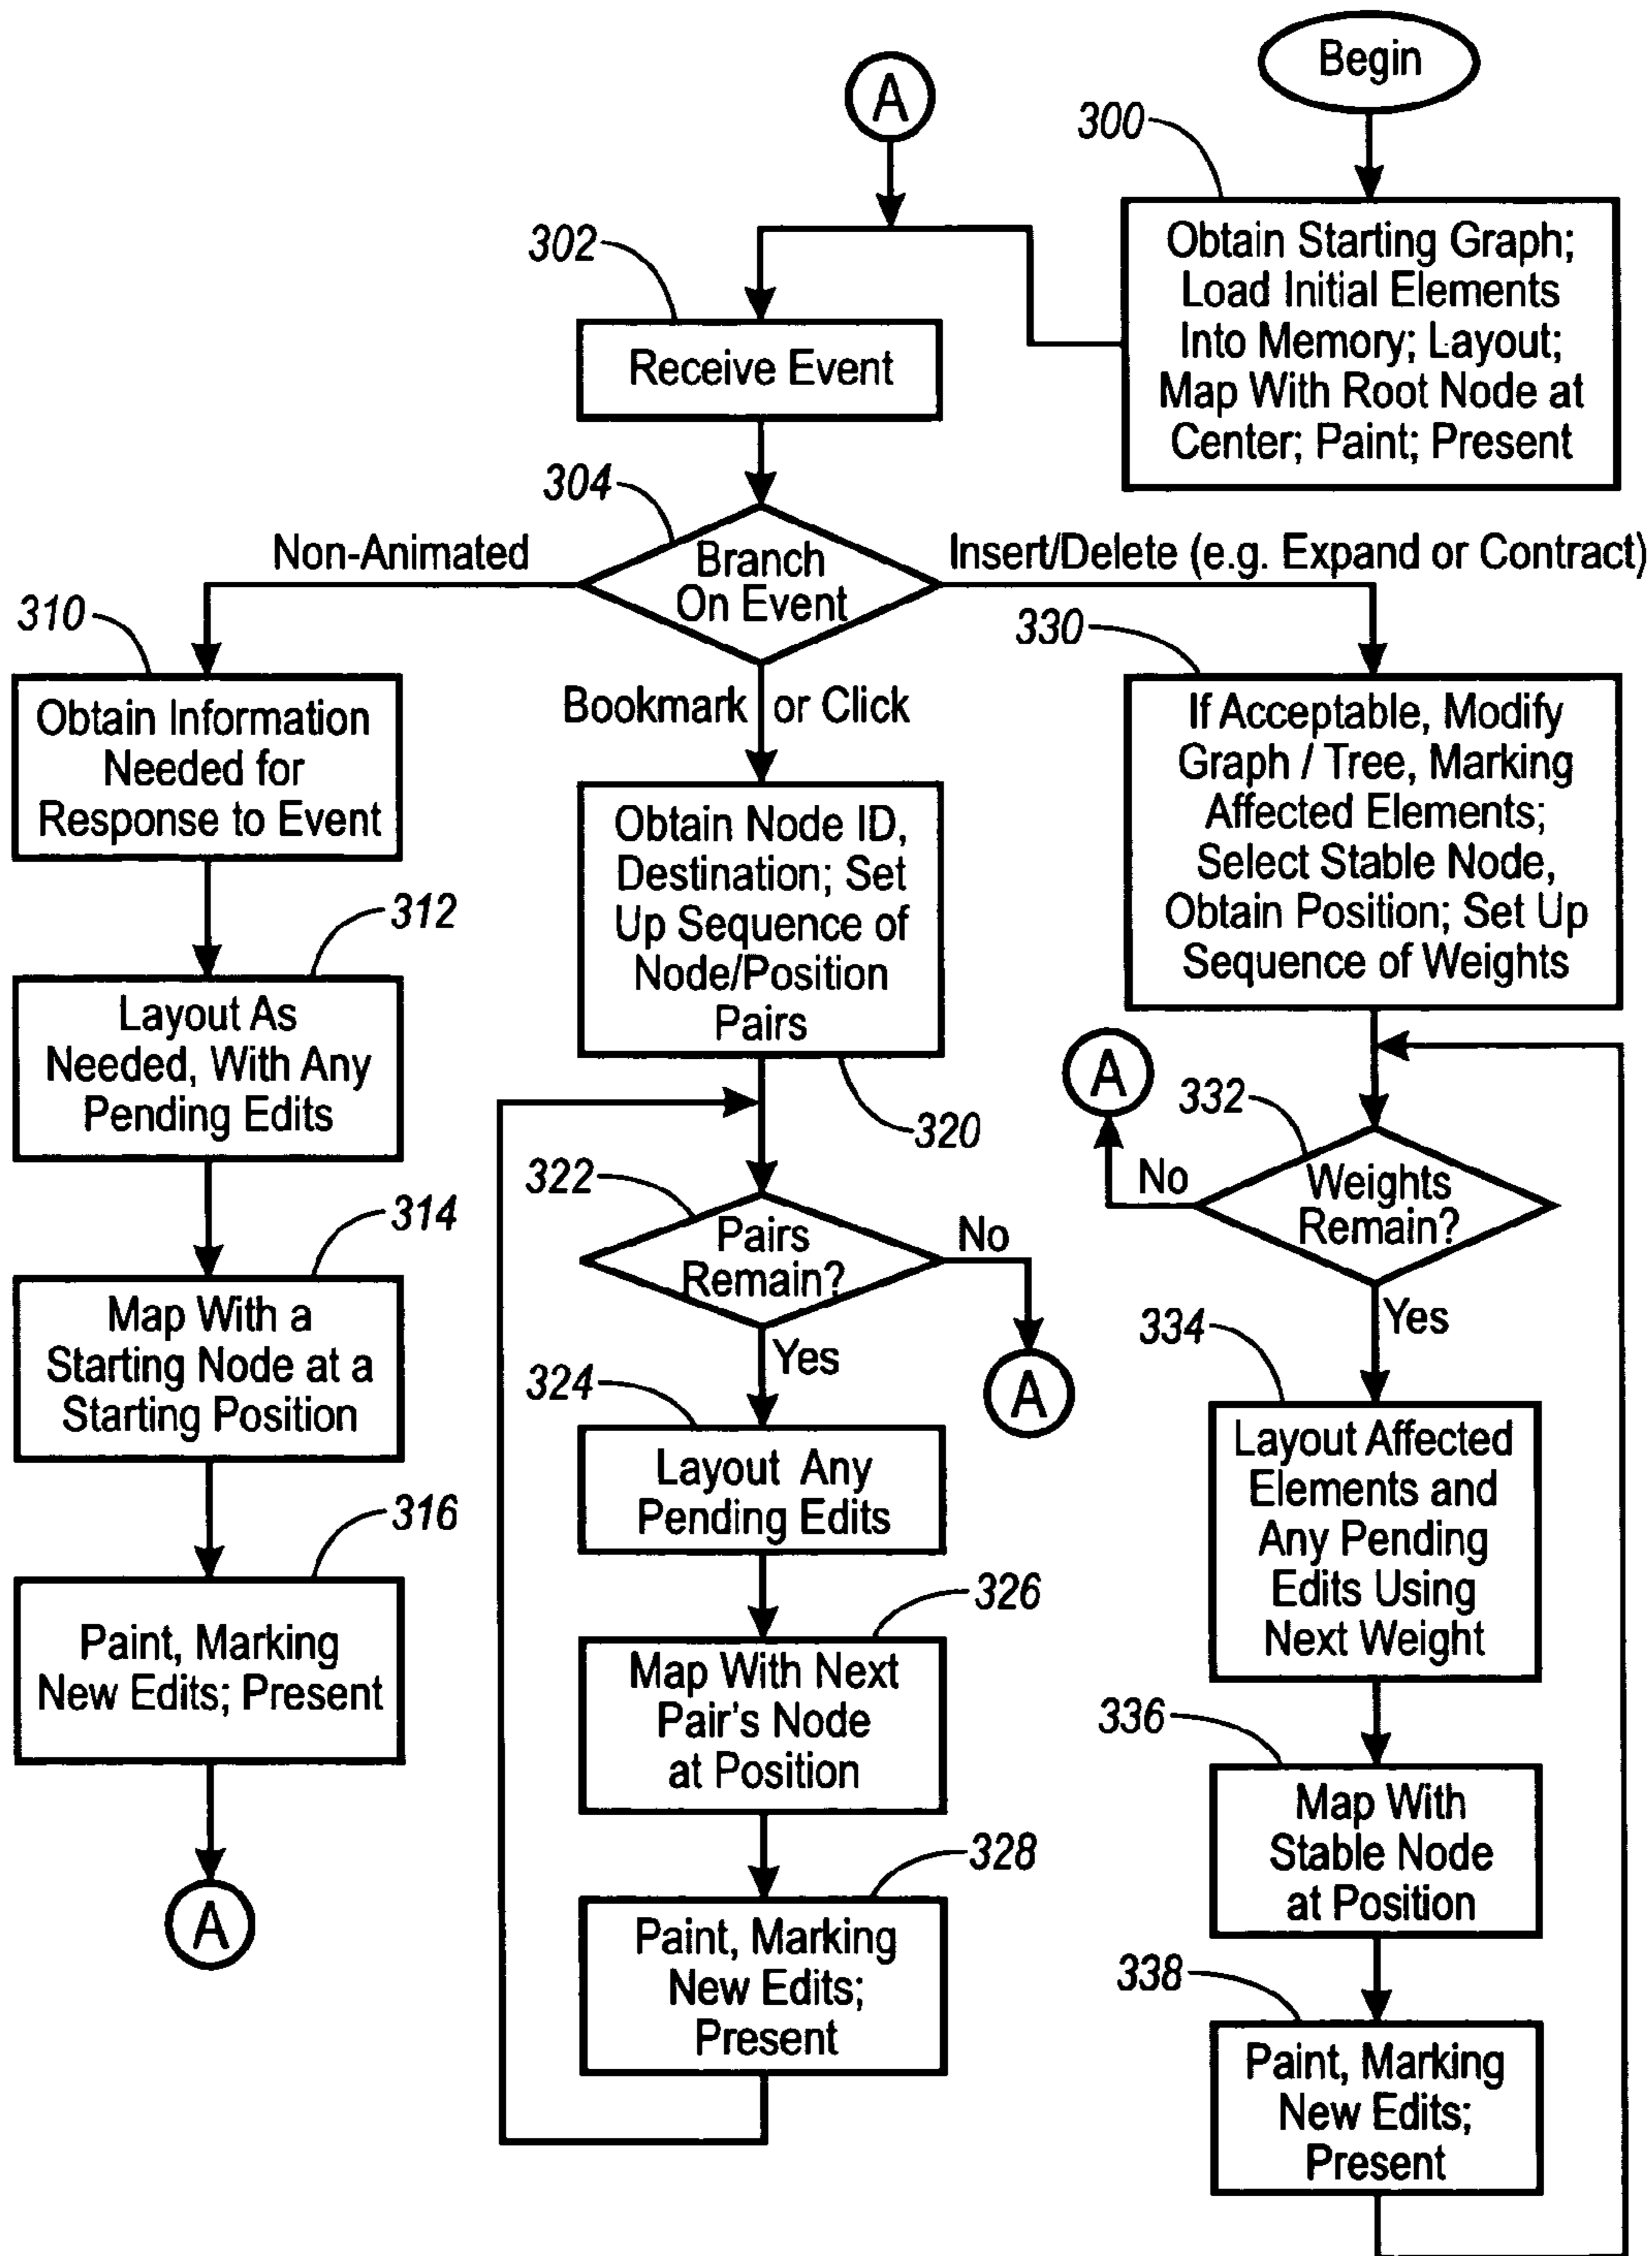 Begin
A
300
Obtain Starting Graph;
Load Initial Elements
Into Memory; Layout;
Map With Root Node at
Center; Paint; Present
302
Receive Event
304
Branch
On Event
Non-Animated
Insert/Delete (e.g. Expand or Contract)
Bookmark or Click
310
Obtain Information
Needed for
Response to Event
312
Layout As
Needed, With Any
Pending Edits
314
Map With a
Starting Node at a
Starting Position
316
Paint, Marking
New Edits; Present
A
Obtain Node ID,
Destination; Set
Up Sequence of
Node/Position
Pairs
320
322
Pairs
Remain?
No
A
Yes
324
Layout Any
Pending Edits
326
Map With Next
Pair's Node
at Position
328
Paint, Marking
New Edits;
Present
330
If Acceptable, Modify
Graph / Tree, Marking
Affected Elements;
Select Stable Node,
Obtain Position; Set Up
Sequence of Weights
A
332
No
Weights
Remain?
Yes
334
Layout Affected
Elements and
Any Pending
Edits Using
Next Weight
336
Map With
Stable Node
at Position
338
Paint, Marking
New Edits;
Present